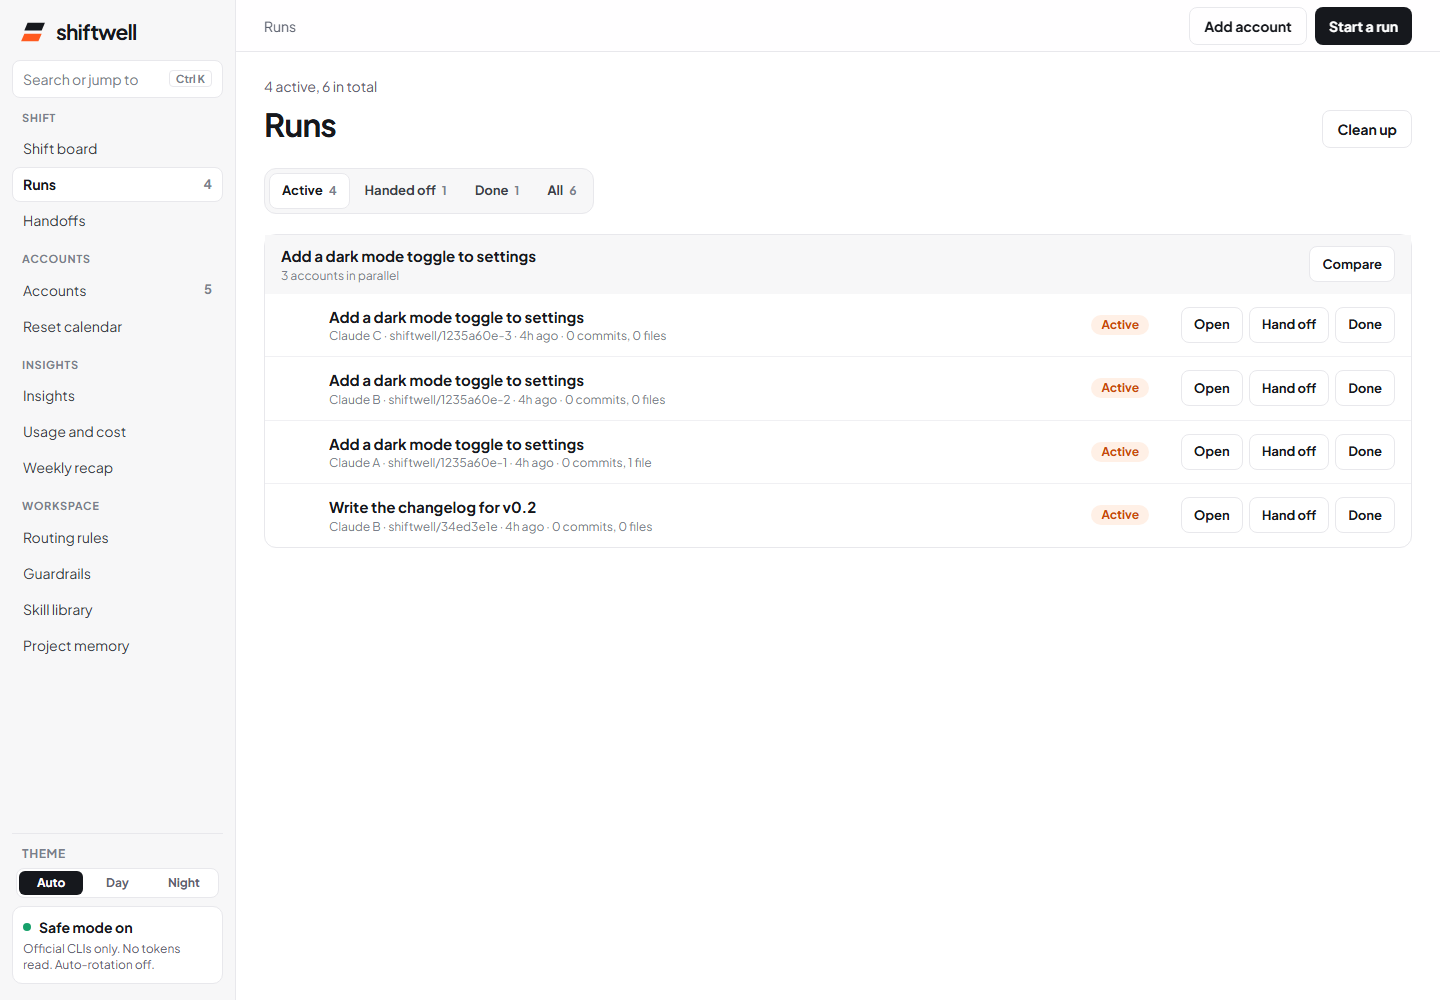 shiftwell
Search or jump to Ctrl K
SHIFT
Shift board
Runs 4
Handoffs
ACCOUNTS
Accounts 5
Reset calendar
INSIGHTS
Insights
Usage and cost
Weekly recap
WORKSPACE
Routing rules
Guardrails
Skill library
Project memory
THEME
Auto Day Night
Safe mode on
Official CLIs only. No tokens
read. Auto-rotation off.
Runs
Add account Start a run
4 active, 6 in total
Runs
Clean up
Active 4 Handed off 1 Done 1 All 6
Add a dark mode toggle to settings
3 accounts in parallel
Compare
Add a dark mode toggle to settings
Claude C · shiftwell/1235a60e-3 · 4h ago · 0 commits, 0 files
Active Open Hand off Done
Add a dark mode toggle to settings
Claude B · shiftwell/1235a60e-2 · 4h ago · 0 commits, 0 files
Active Open Hand off Done
Add a dark mode toggle to settings
Claude A · shiftwell/1235a60e-1 · 4h ago · 0 commits, 1 file
Active Open Hand off Done
Write the changelog for v0.2
Claude B · shiftwell/34ed3e1e · 4h ago · 0 commits, 0 files
Active Open Hand off Done